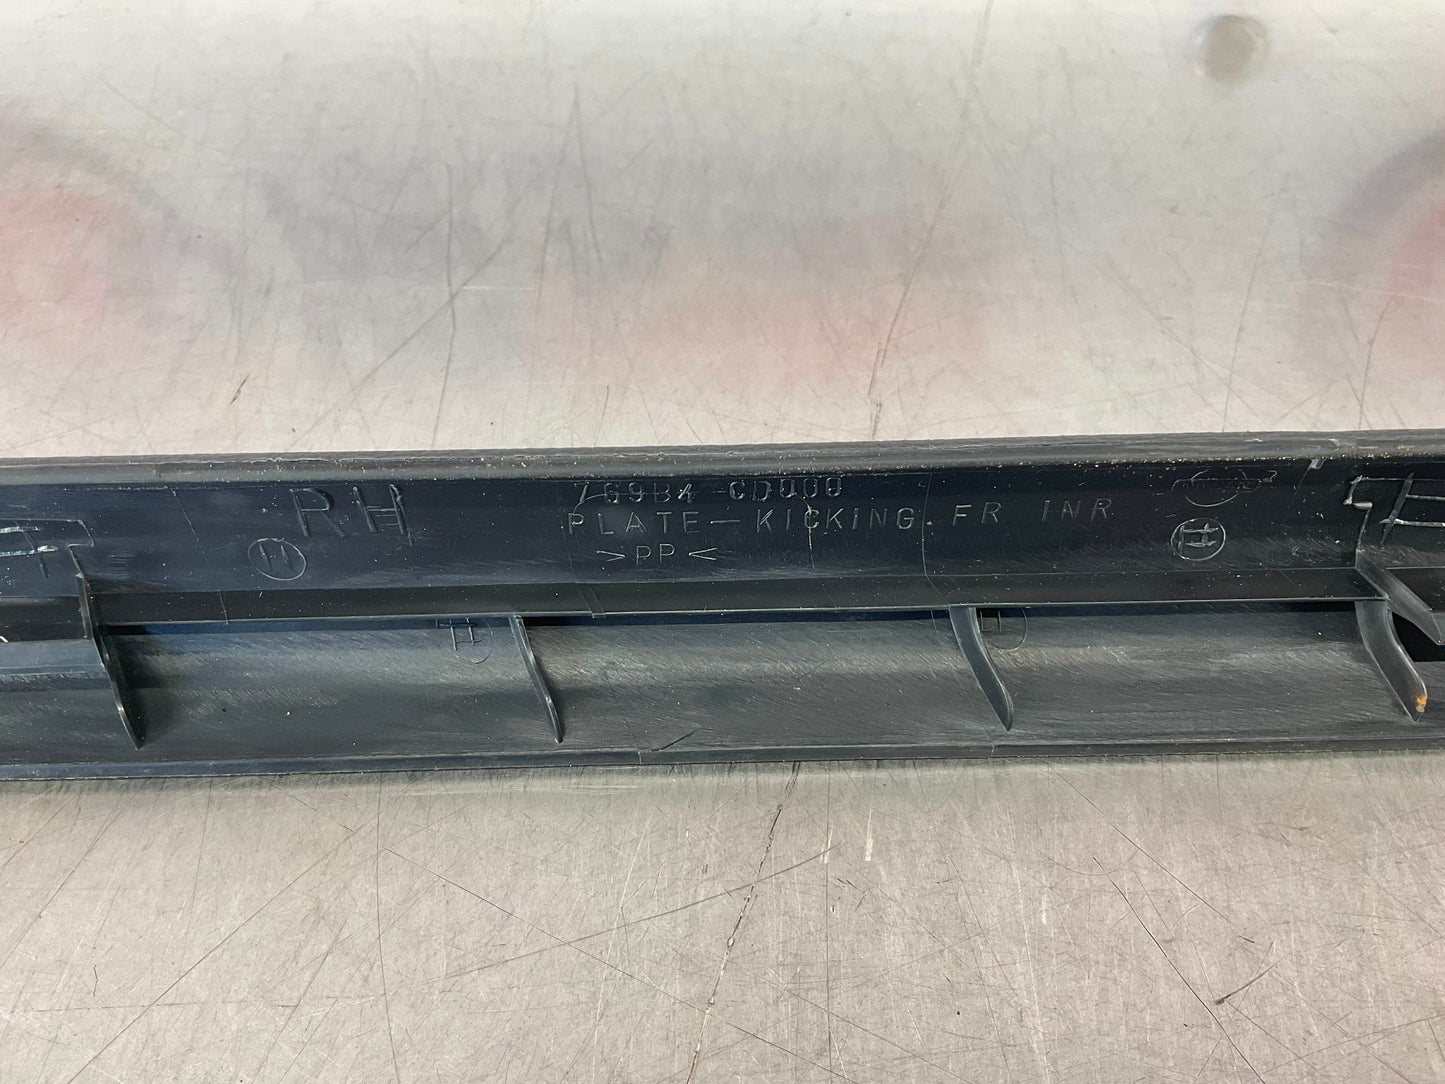 RH
769B4-CD000
PLATE-KICKING. FR INR
>PP<
H
H